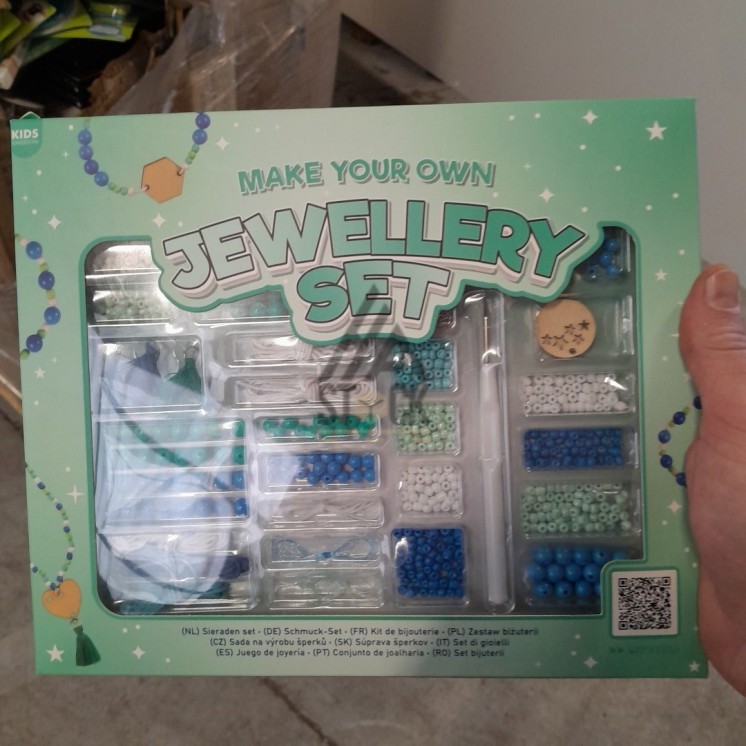 KIDS
MAKE YOUR OWN
JEWELLERY
SET
(NL) Sieraden set - (DE) Schmuck-Set - (FR) Kit de bijouterie - (PL) Zestaw biżuterii
(CZ) Sada na výrobu šperků - (SK) Súprava šperkov - (IT) Set di gioielli
(ES) Juego de joyería - (PT) Conjunto de joalharia - (RO) Set bijuterii